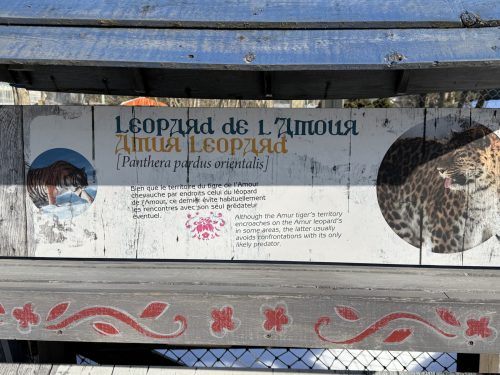 Léopard de l'Amour
Amur Leopard
[Panthera pardus orientalis]
Bien que le territoire du tigre de l'Amour
chevauche par endroits celui du léopard
de l'Amour, ce dernier évite habituellement
les rencontres avec son seul prédateur
éventuel.
Although the Amur tiger's territory
encroaches on the Amur leopard's
in some areas, the latter usually
avoids confrontations with its only
likely predator.